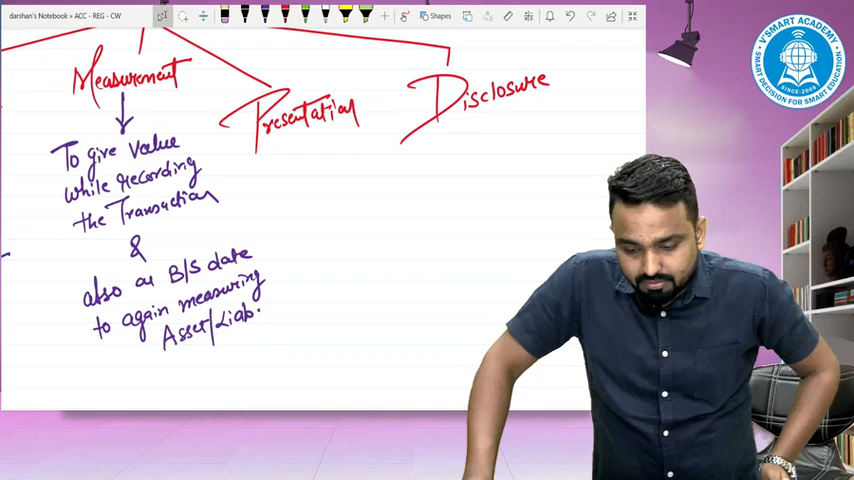 darshan's Notebook » ACC - REG - CW
Shapes
V'SMART ACADEMY
SINCE-2005
SMART DECISION FOR SMART EDUCATION
Measurement
Presentation
Disclosure
To give value
while recording
the Transaction
&
also on B/S date
to again measuring
Asset/Liab.